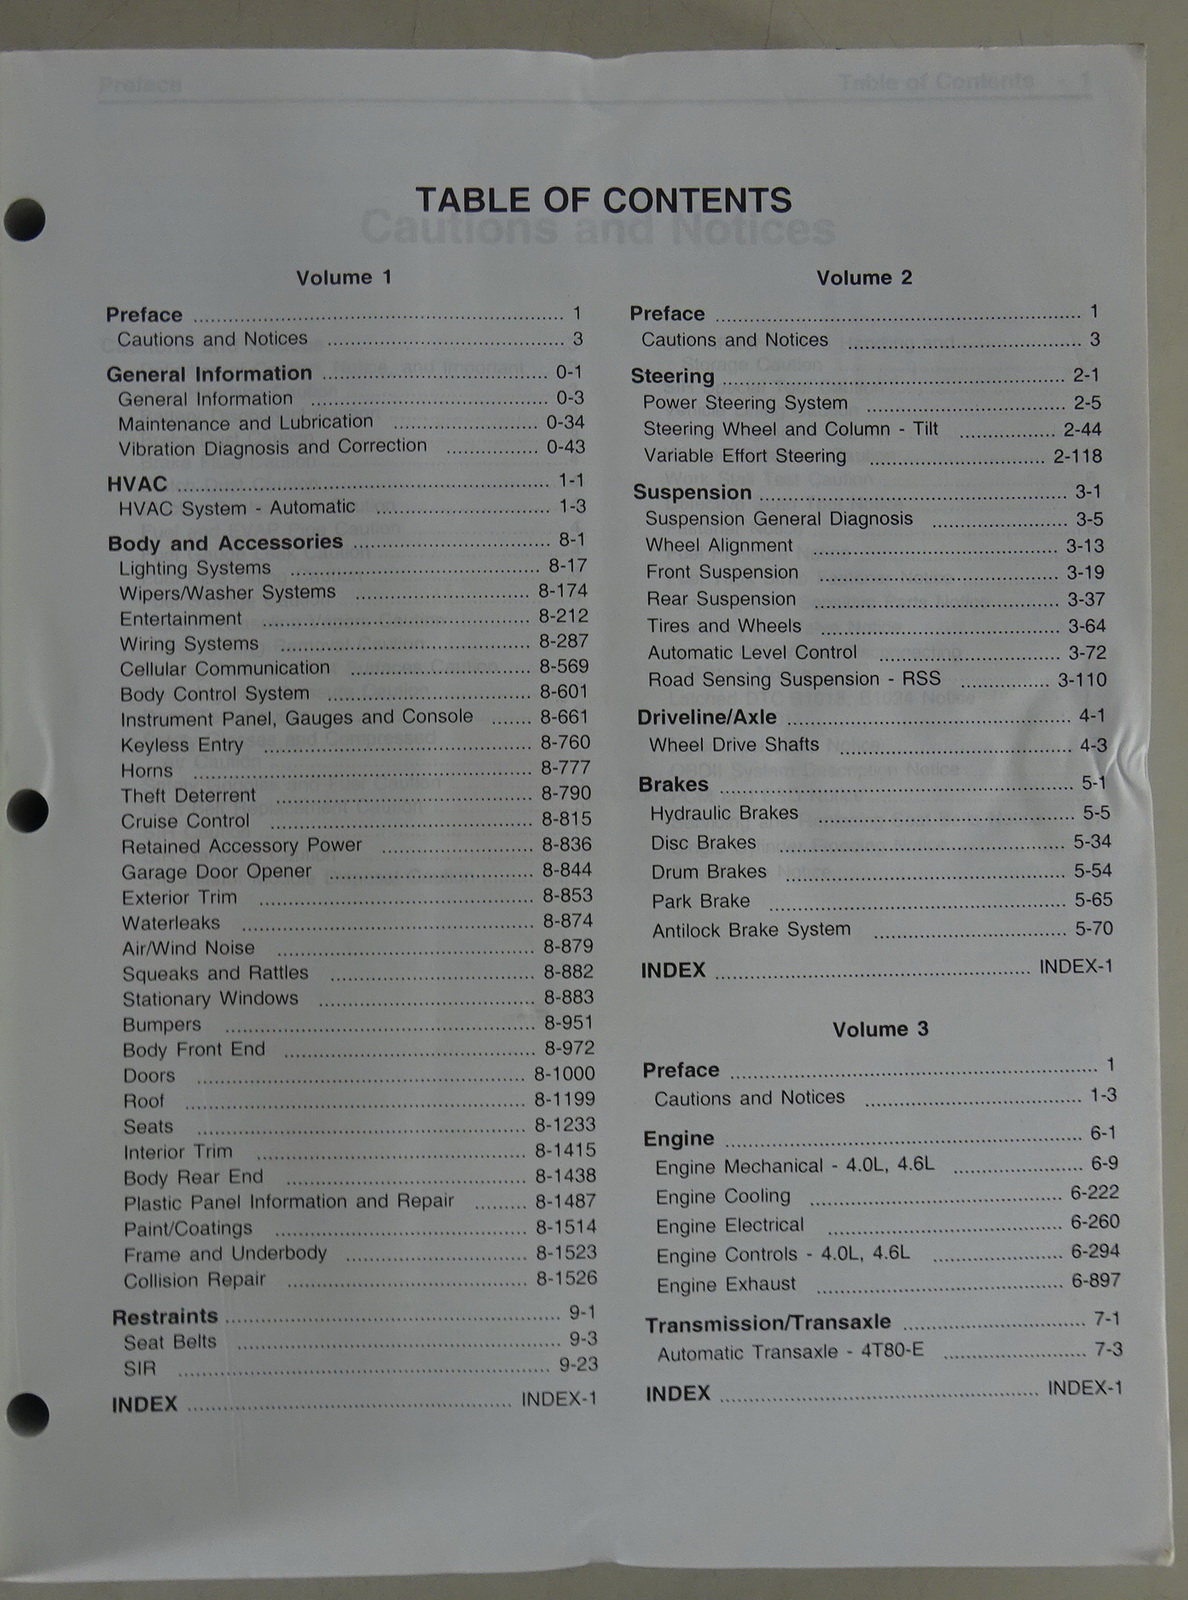 Preface
Table of Contents - 1
TABLE OF CONTENTS
Cautions and Notices
Volume 1
Preface ........ 1
Cautions and Notices ........ 3
General Information ........ 0-1
General Information ........ 0-3
Maintenance and Lubrication ........ 0-34
Vibration Diagnosis and Correction ........ 0-43
HVAC ........ 1-1
HVAC System - Automatic ........ 1-3
Body and Accessories ........ 8-1
Lighting Systems ........ 8-17
Wipers/Washer Systems ........ 8-174
Entertainment ........ 8-212
Wiring Systems ........ 8-287
Cellular Communication ........ 8-569
Body Control System ........ 8-601
Instrument Panel, Gauges and Console ........ 8-661
Keyless Entry ........ 8-760
Horns ........ 8-777
Theft Deterrent ........ 8-790
Cruise Control ........ 8-815
Retained Accessory Power ........ 8-836
Garage Door Opener ........ 8-844
Exterior Trim ........ 8-853
Waterleaks ........ 8-874
Air/Wind Noise ........ 8-879
Squeaks and Rattles ........ 8-882
Stationary Windows ........ 8-883
Bumpers ........ 8-951
Body Front End ........ 8-972
Doors ........ 8-1000
Roof ........ 8-1199
Seats ........ 8-1233
Interior Trim ........ 8-1415
Body Rear End ........ 8-1438
Plastic Panel Information and Repair ........ 8-1487
Paint/Coatings ........ 8-1514
Frame and Underbody ........ 8-1523
Collision Repair ........ 8-1526
Restraints ........ 9-1
Seat Belts ........ 9-3
SIR ........ 9-23
INDEX ........ INDEX-1
Volume 2
Preface ........ 1
Cautions and Notices ........ 3
Steering ........ 2-1
Power Steering System ........ 2-5
Steering Wheel and Column - Tilt ........ 2-44
Variable Effort Steering ........ 2-118
Suspension ........ 3-1
Suspension General Diagnosis ........ 3-5
Wheel Alignment ........ 3-13
Front Suspension ........ 3-19
Rear Suspension ........ 3-37
Tires and Wheels ........ 3-64
Automatic Level Control ........ 3-72
Road Sensing Suspension - RSS ........ 3-110
Driveline/Axle ........ 4-1
Wheel Drive Shafts ........ 4-3
Brakes ........ 5-1
Hydraulic Brakes ........ 5-5
Disc Brakes ........ 5-34
Drum Brakes ........ 5-54
Park Brake ........ 5-65
Antilock Brake System ........ 5-70
INDEX ........ INDEX-1
Volume 3
Preface ........ 1
Cautions and Notices ........ 1-3
Engine ........ 6-1
Engine Mechanical - 4.0L, 4.6L ........ 6-9
Engine Cooling ........ 6-222
Engine Electrical ........ 6-260
Engine Controls - 4.0L, 4.6L ........ 6-294
Engine Exhaust ........ 6-897
Transmission/Transaxle ........ 7-1
Automatic Transaxle - 4T80-E ........ 7-3
INDEX ........ INDEX-1